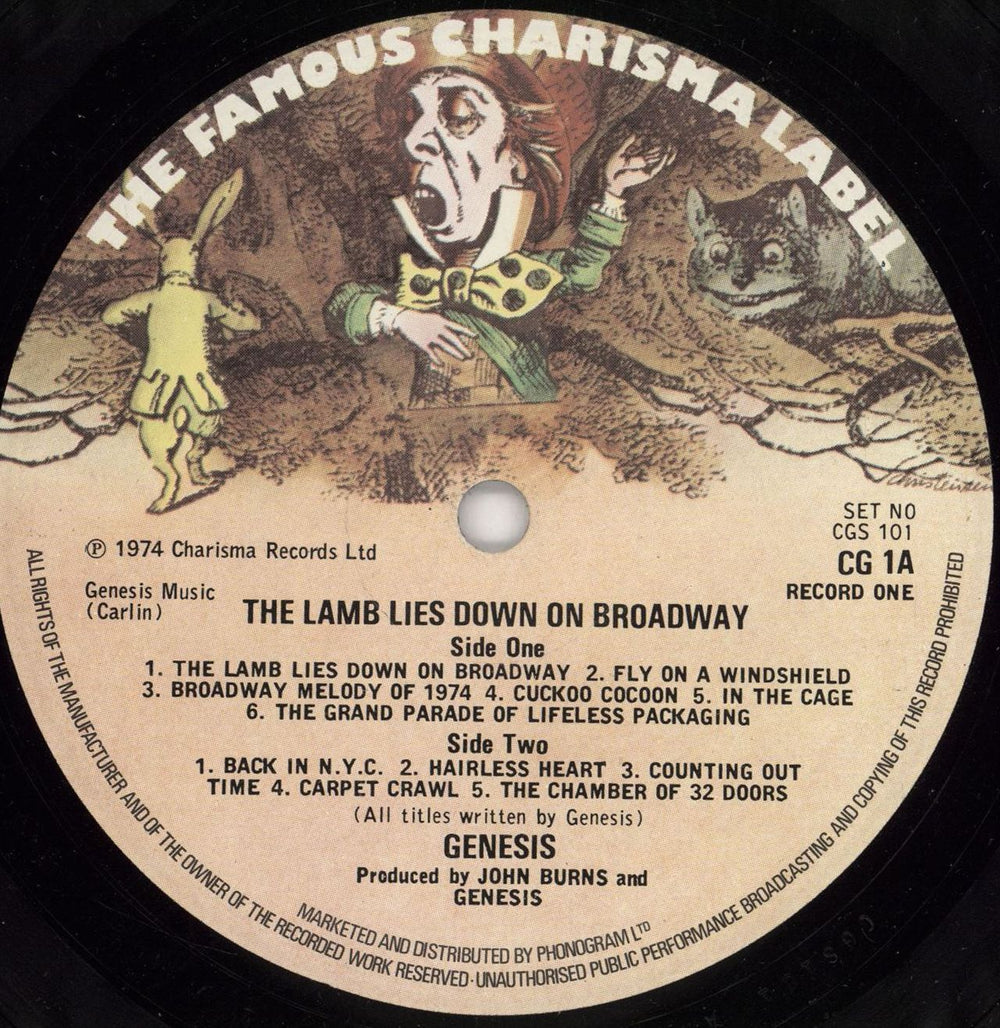 THE FAMOUS CHARISMA LABEL
Christensen
SET NO
CGS 101
CG 1A
RECORD ONE
℗ 1974 Charisma Records Ltd
Genesis Music
(Carlin)
THE LAMB LIES DOWN ON BROADWAY
Side One
1. THE LAMB LIES DOWN ON BROADWAY 2. FLY ON A WINDSHIELD
3. BROADWAY MELODY OF 1974 4. CUCKOO COCOON 5. IN THE CAGE
6. THE GRAND PARADE OF LIFELESS PACKAGING
Side Two
1. BACK IN N.Y.C. 2. HAIRLESS HEART 3. COUNTING OUT
TIME 4. CARPET CRAWL 5. THE CHAMBER OF 32 DOORS
(All titles written by Genesis)
GENESIS
Produced by JOHN BURNS and
GENESIS
MARKETED AND DISTRIBUTED BY PHONOGRAM LTD
ALL RIGHTS OF THE MANUFACTURER AND OF THE OWNER OF THE RECORDED WORK RESERVED · UNAUTHORISED PUBLIC PERFORMANCE BROADCASTING AND COPYING OF THIS RECORD PROHIBITED